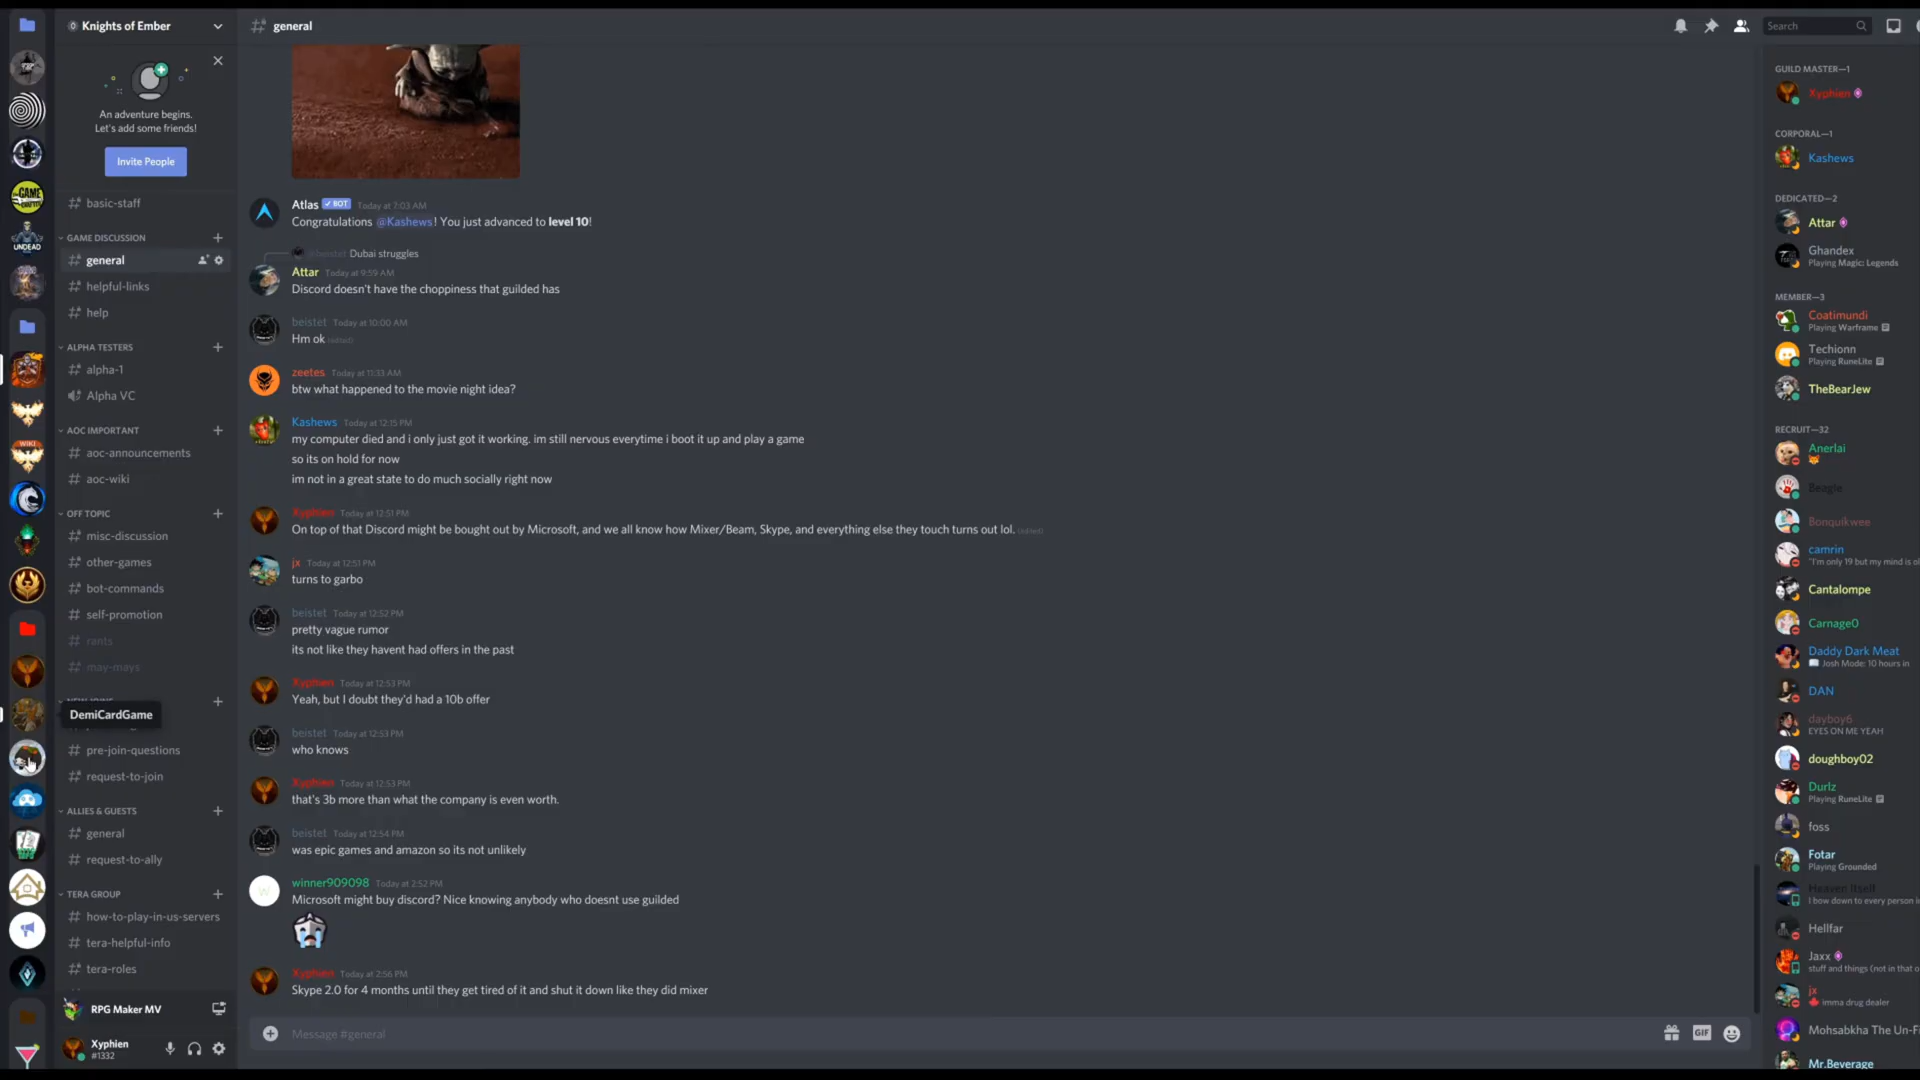 Knights of Ember
An adventure begins.
Let's add some friends!
Invite People
basic-staff
GAME DISCUSSION
general
helpful-links
help
ALPHA TESTERS
alpha-1
Alpha VC
AOC IMPORTANT
aoc-announcements
aoc-wiki
OFF TOPIC
misc-discussion
other-games
bot-commands
self-promotion
rants
may-mays
DemiCardGame
pre-join-questions
request-to-join
ALLIES & GUESTS
general
request-to-ally
TERA GROUP
how-to-play-in-us-servers
tera-helpful-info
tera-roles
RPG Maker MV
Xyphien
#1332
GAME
UNDEAD
WIKI
general
Atlas BOT Today at 7:03 AM
Congratulations @Kashews! You just advanced to level 10!
@beistet Dubai struggles
Attar Today at 9:59 AM
Discord doesn't have the choppiness that guilded has
beistet Today at 10:00 AM
Hm ok (edited)
zeetes Today at 11:33 AM
btw what happened to the movie night idea?
Kashews Today at 12:15 PM
my computer died and i only just got it working. im still nervous everytime i boot it up and play a game
so its on hold for now
im not in a great state to do much socially right now
Xyphien Today at 12:51 PM
On top of that Discord might be bought out by Microsoft, and we all know how Mixer/Beam, Skype, and everything else they touch turns out lol. (edited)
jx Today at 12:51 PM
turns to garbo
beistet Today at 12:52 PM
pretty vague rumor
its not like they havent had offers in the past
Xyphien Today at 12:53 PM
Yeah, but I doubt they'd had a 10b offer
beistet Today at 12:53 PM
who knows
Xyphien Today at 12:53 PM
that's 3b more than what the company is even worth.
beistet Today at 12:54 PM
was epic games and amazon so its not unlikely
winner909098 Today at 2:52 PM
Microsoft might buy discord? Nice knowing anybody who doesnt use guilded
Xyphien Today at 2:56 PM
Skype 2.0 for 4 months until they get tired of it and shut it down like they did mixer
Message #general
GIF
Search
GUILD MASTER—1
Xyphien
CORPORAL—1
Kashews
DEDICATED—2
Attar
Ghandex
Playing Magic: Legends
MEMBER—3
Coatimundi
Playing Warframe
Techionn
Playing RuneLite
TheBearJew
RECRUIT—32
Anerlai
Beagle
Bonquikwee
camrin
"I'm only 19 but my mind is ol
Cantalompe
Carnage0
Daddy Dark Meat
Josh Mode: 10 hours in
DAN
dayboy6
EYES ON ME YEAH
doughboy02
Durlz
Playing RuneLite
foss
Fotar
Playing Grounded
Heaven Itself
I bow down to every person i
Hellfar
Jaxx
stuff and things (not in that o
jx
imma drug dealer
Mohsabkha The Un-Fi
Mr.Beverage